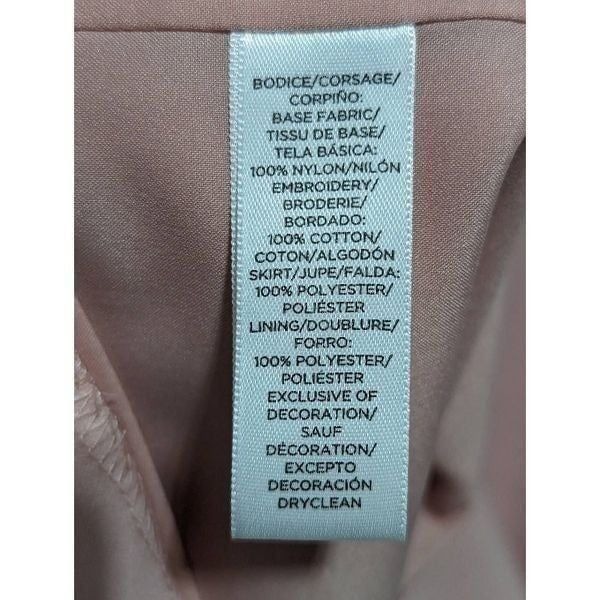 BODICE/CORSAGE/
CORPIÑO:
BASE FABRIC/
TISSU DE BASE/
TELA BÁSICA:
100% NYLON/NILÓN
EMBROIDERY/
BRODERIE/
BORDADO:
100% COTTON/
COTON/ALGODÓN
SKIRT/JUPE/FALDA:
100% POLYESTER/
POLIÉSTER
LINING/DOUBLURE/
FORRO:
100% POLYESTER/
POLIÉSTER
EXCLUSIVE OF
DECORATION/
SAUF
DÉCORATION/
EXCEPTO
DECORACIÓN
DRYCLEAN